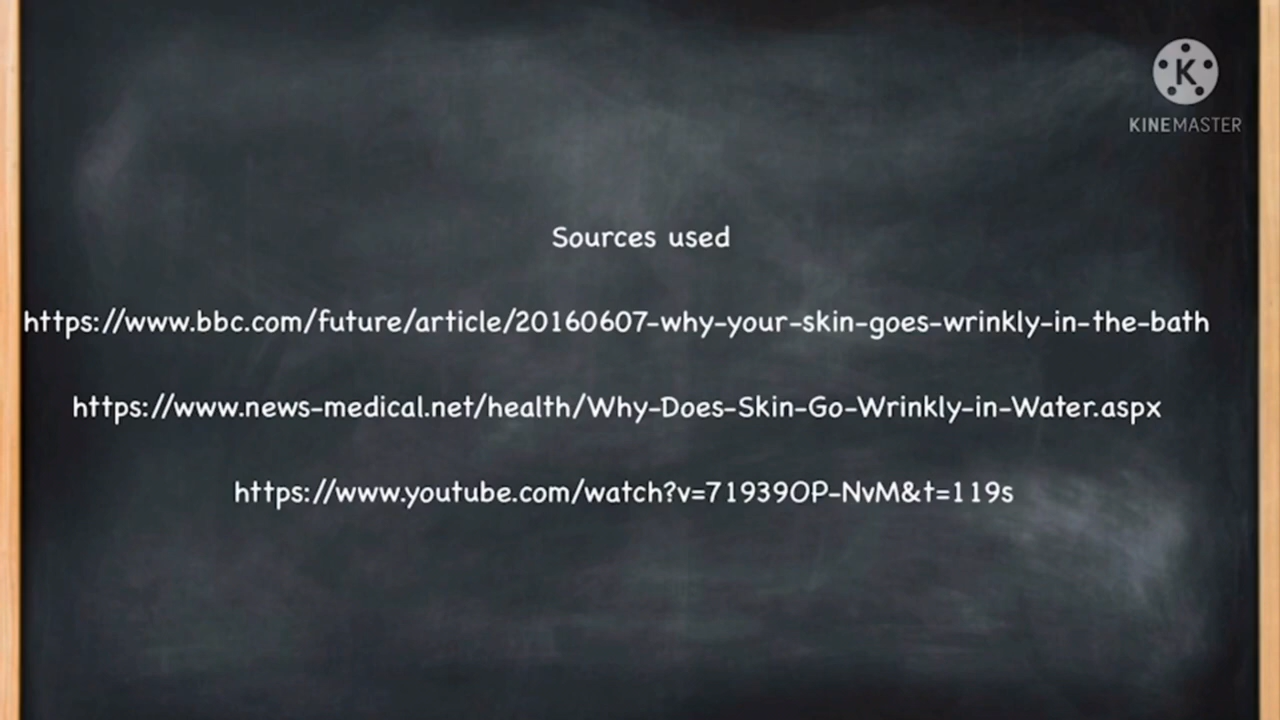 K
KINEMASTER
Sources used
https://www.bbc.com/future/article/20160607-why-your-skin-goes-wrinkly-in-the-bath
https://www.news-medical.net/health/Why-Does-Skin-Go-Wrinkly-in-Water.aspx
https://www.youtube.com/watch?v=71939OP-NvM&t=119s